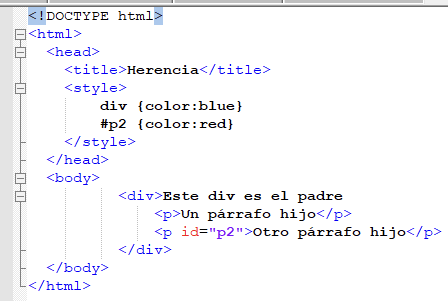 <!DOCTYPE html>
<html>
<head>
<title>Herencia</title>
<style>
div {color:blue}
#p2 {color:red}
</style>
</head>
<body>
<div>Este div es el padre
<p>Un párrafo hijo</p>
<p id="p2">Otro párrafo hijo</p>
</div>
</body>
</html>